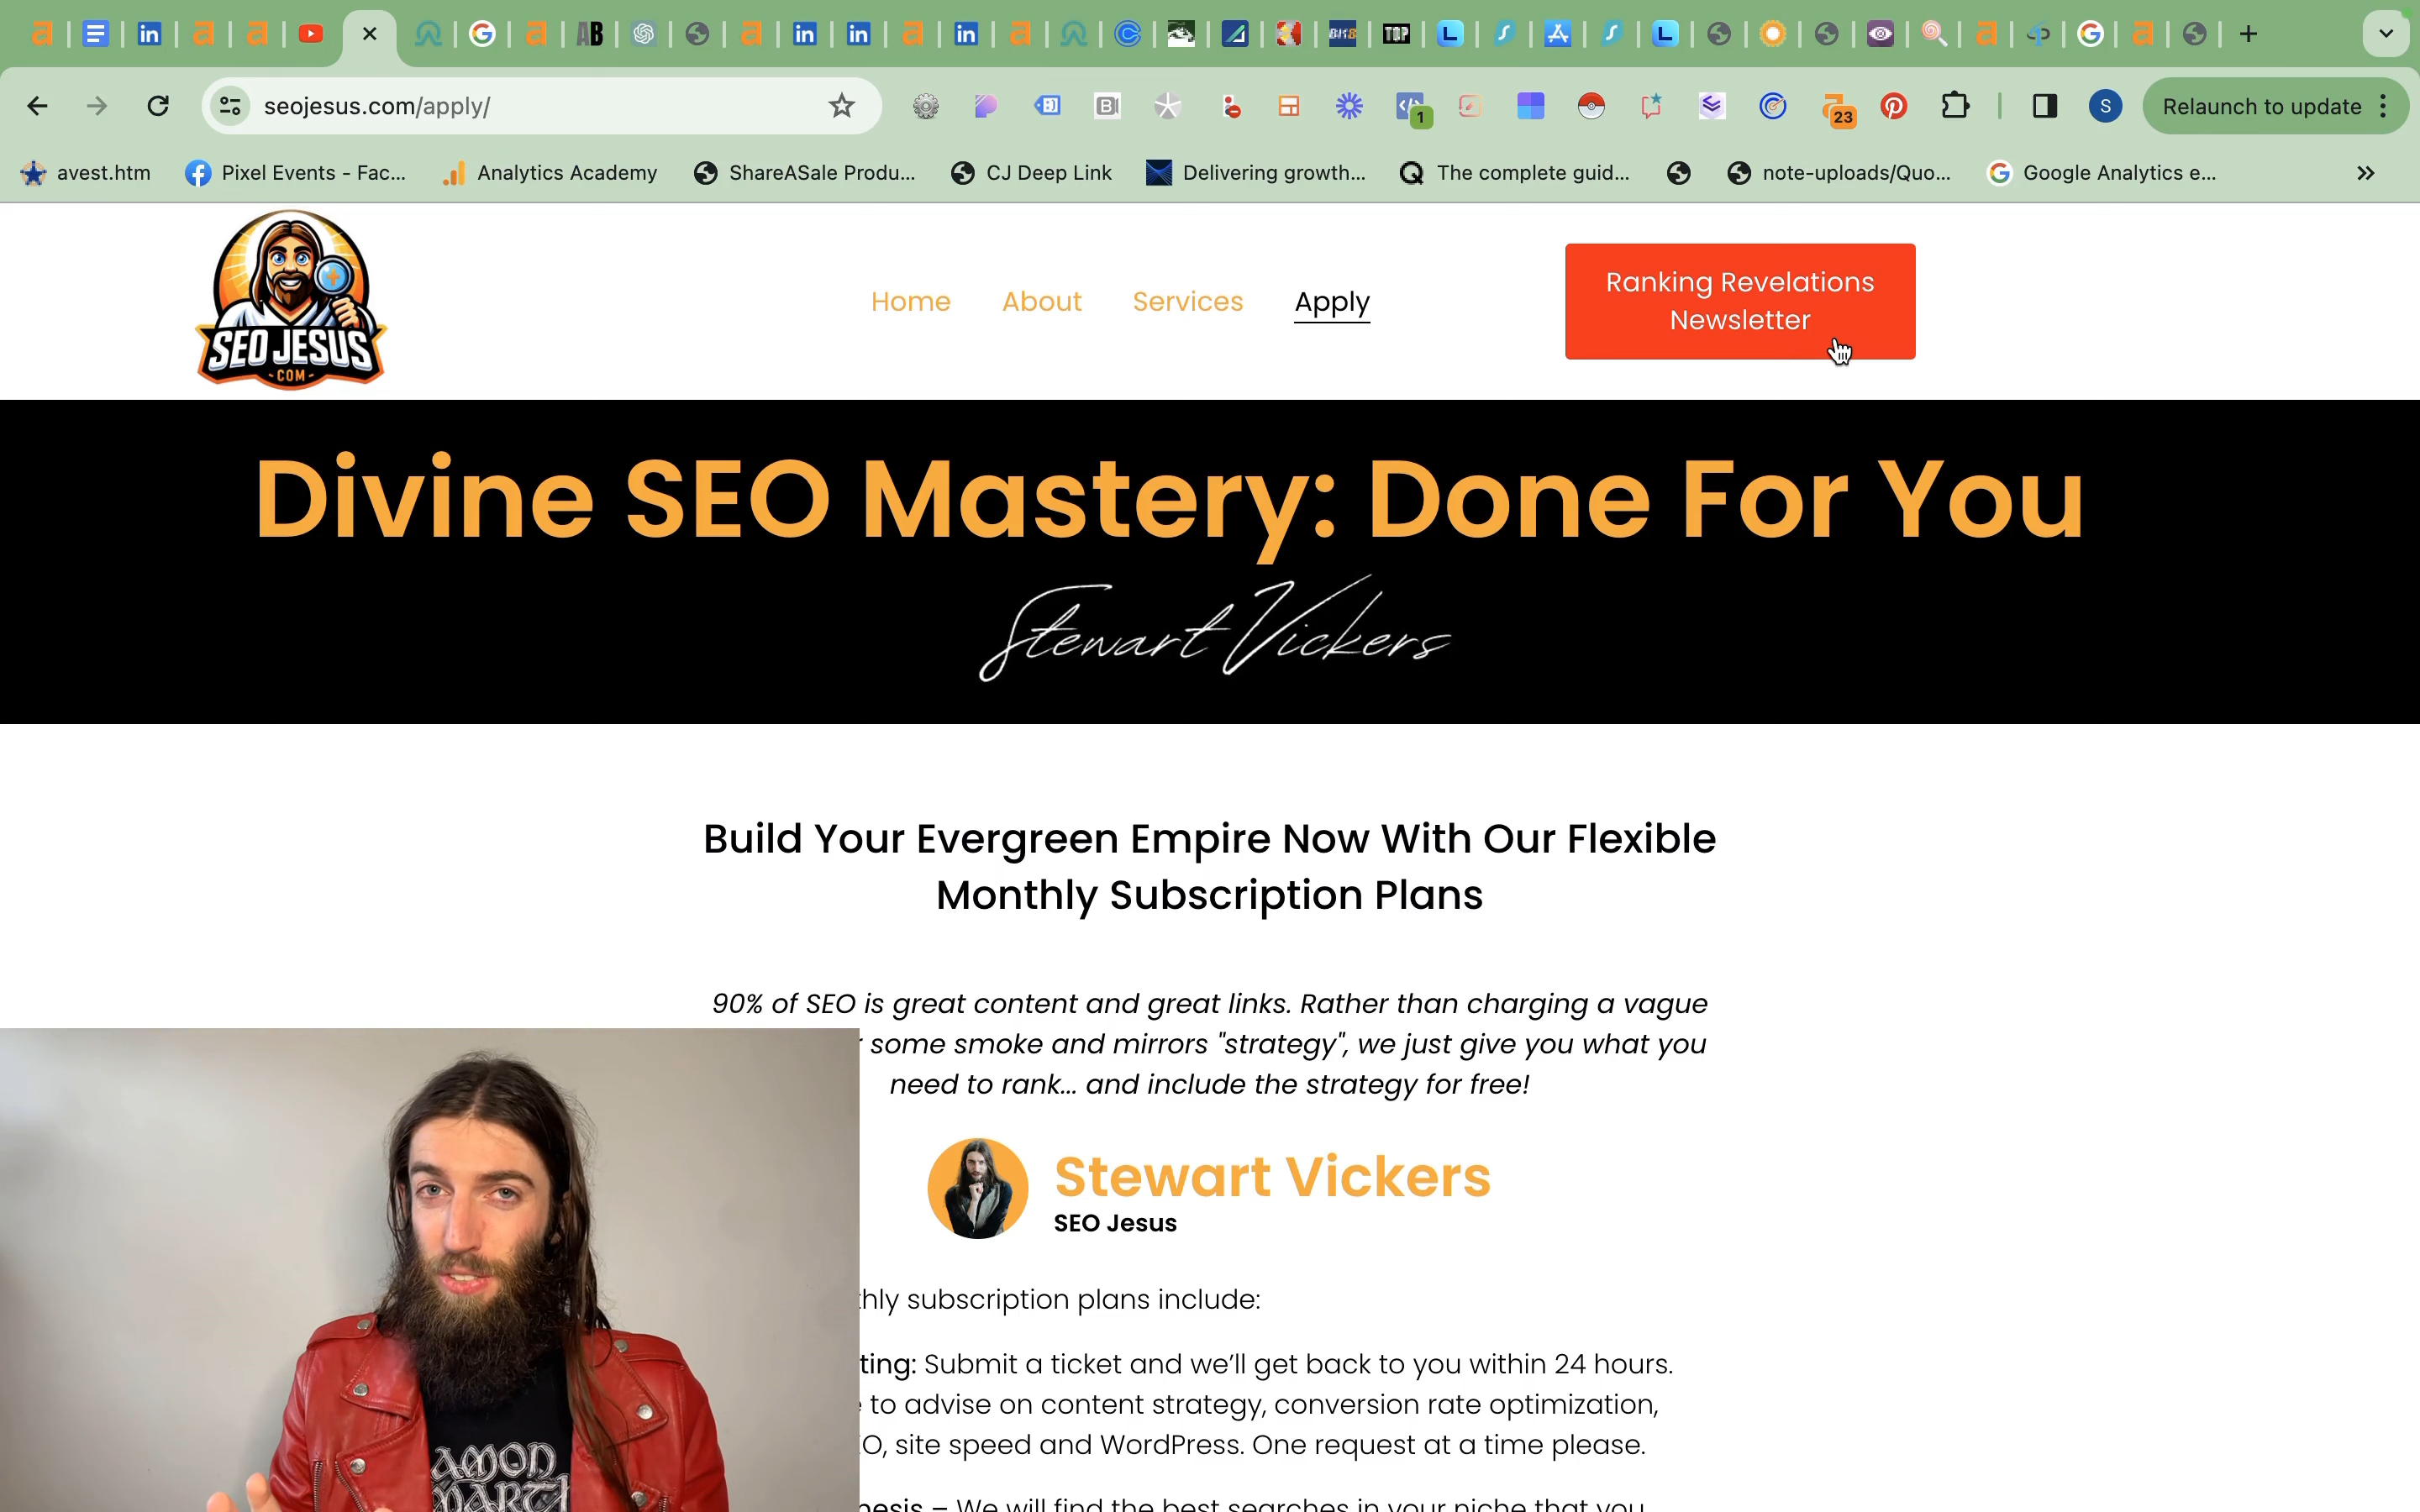 seojesus.com/apply/
Relaunch to update
1
23
S
avest.htm
Pixel Events - Fac...
Analytics Academy
ShareASale Produ...
CJ Deep Link
Delivering growth...
The complete guid...
note-uploads/Quo...
Google Analytics e...
SEO JESUS
-COM-
Home
About
Services
Apply
Ranking Revelations
Newsletter
Divine SEO Mastery: Done For You
Stewart Vickers
Build Your Evergreen Empire Now With Our Flexible
Monthly Subscription Plans
90% of SEO is great content and great links. Rather than charging a vague
some smoke and mirrors "strategy", we just give you what you
need to rank... and include the strategy for free!
Stewart Vickers
SEO Jesus
subscription plans include:
Submit a ticket and we'll get back to you within 24 hours.
to advise on content strategy, conversion rate optimization,
site speed and WordPress. One request at a time please.
– We will find the best searches in your niche that you
AMON